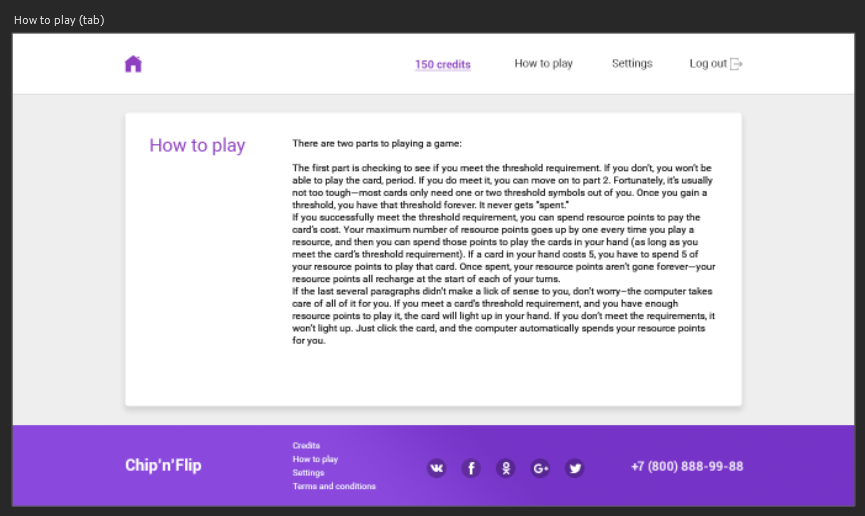 How to play (tab)
150 credits How to play Settings Log out
How to play
There are two parts to playing a game:
The first part is checking to see if you meet the threshold requirement. If you don't, you won't be
able to play the card, period. If you do meet it, you can move on to part 2. Fortunately, it's usually
not too tough—most cards only need one or two threshold symbols out of you. Once you gain a
threshold, you have that threshold forever. It never gets "spent."
If you successfully meet the threshold requirement, you can spend resource points to pay the
card's cost. Your maximum number of resource points goes up by one every time you play a
resource, and then you can spend those points to play the cards in your hand (as long as you
meet the card's threshold requirement). If a card in your hand costs 5, you have to spend 5 of
your resource points to play that card. Once spent, your resource points aren't gone forever—your
resource points all recharge at the start of each of your turns.
If the last several paragraphs didn't make a lick of sense to you, don't worry—the computer takes
care of all of it for you. If you meet a card's threshold requirement, and you have enough
resource points to play it, the card will light up in your hand. If you don't meet the requirements, it
won't light up. Just click the card, and the computer automatically spends your resource points
for you.
Chip'n'Flip
Credits
How to play
Settings
Terms and conditions
+7 (800) 888-99-88